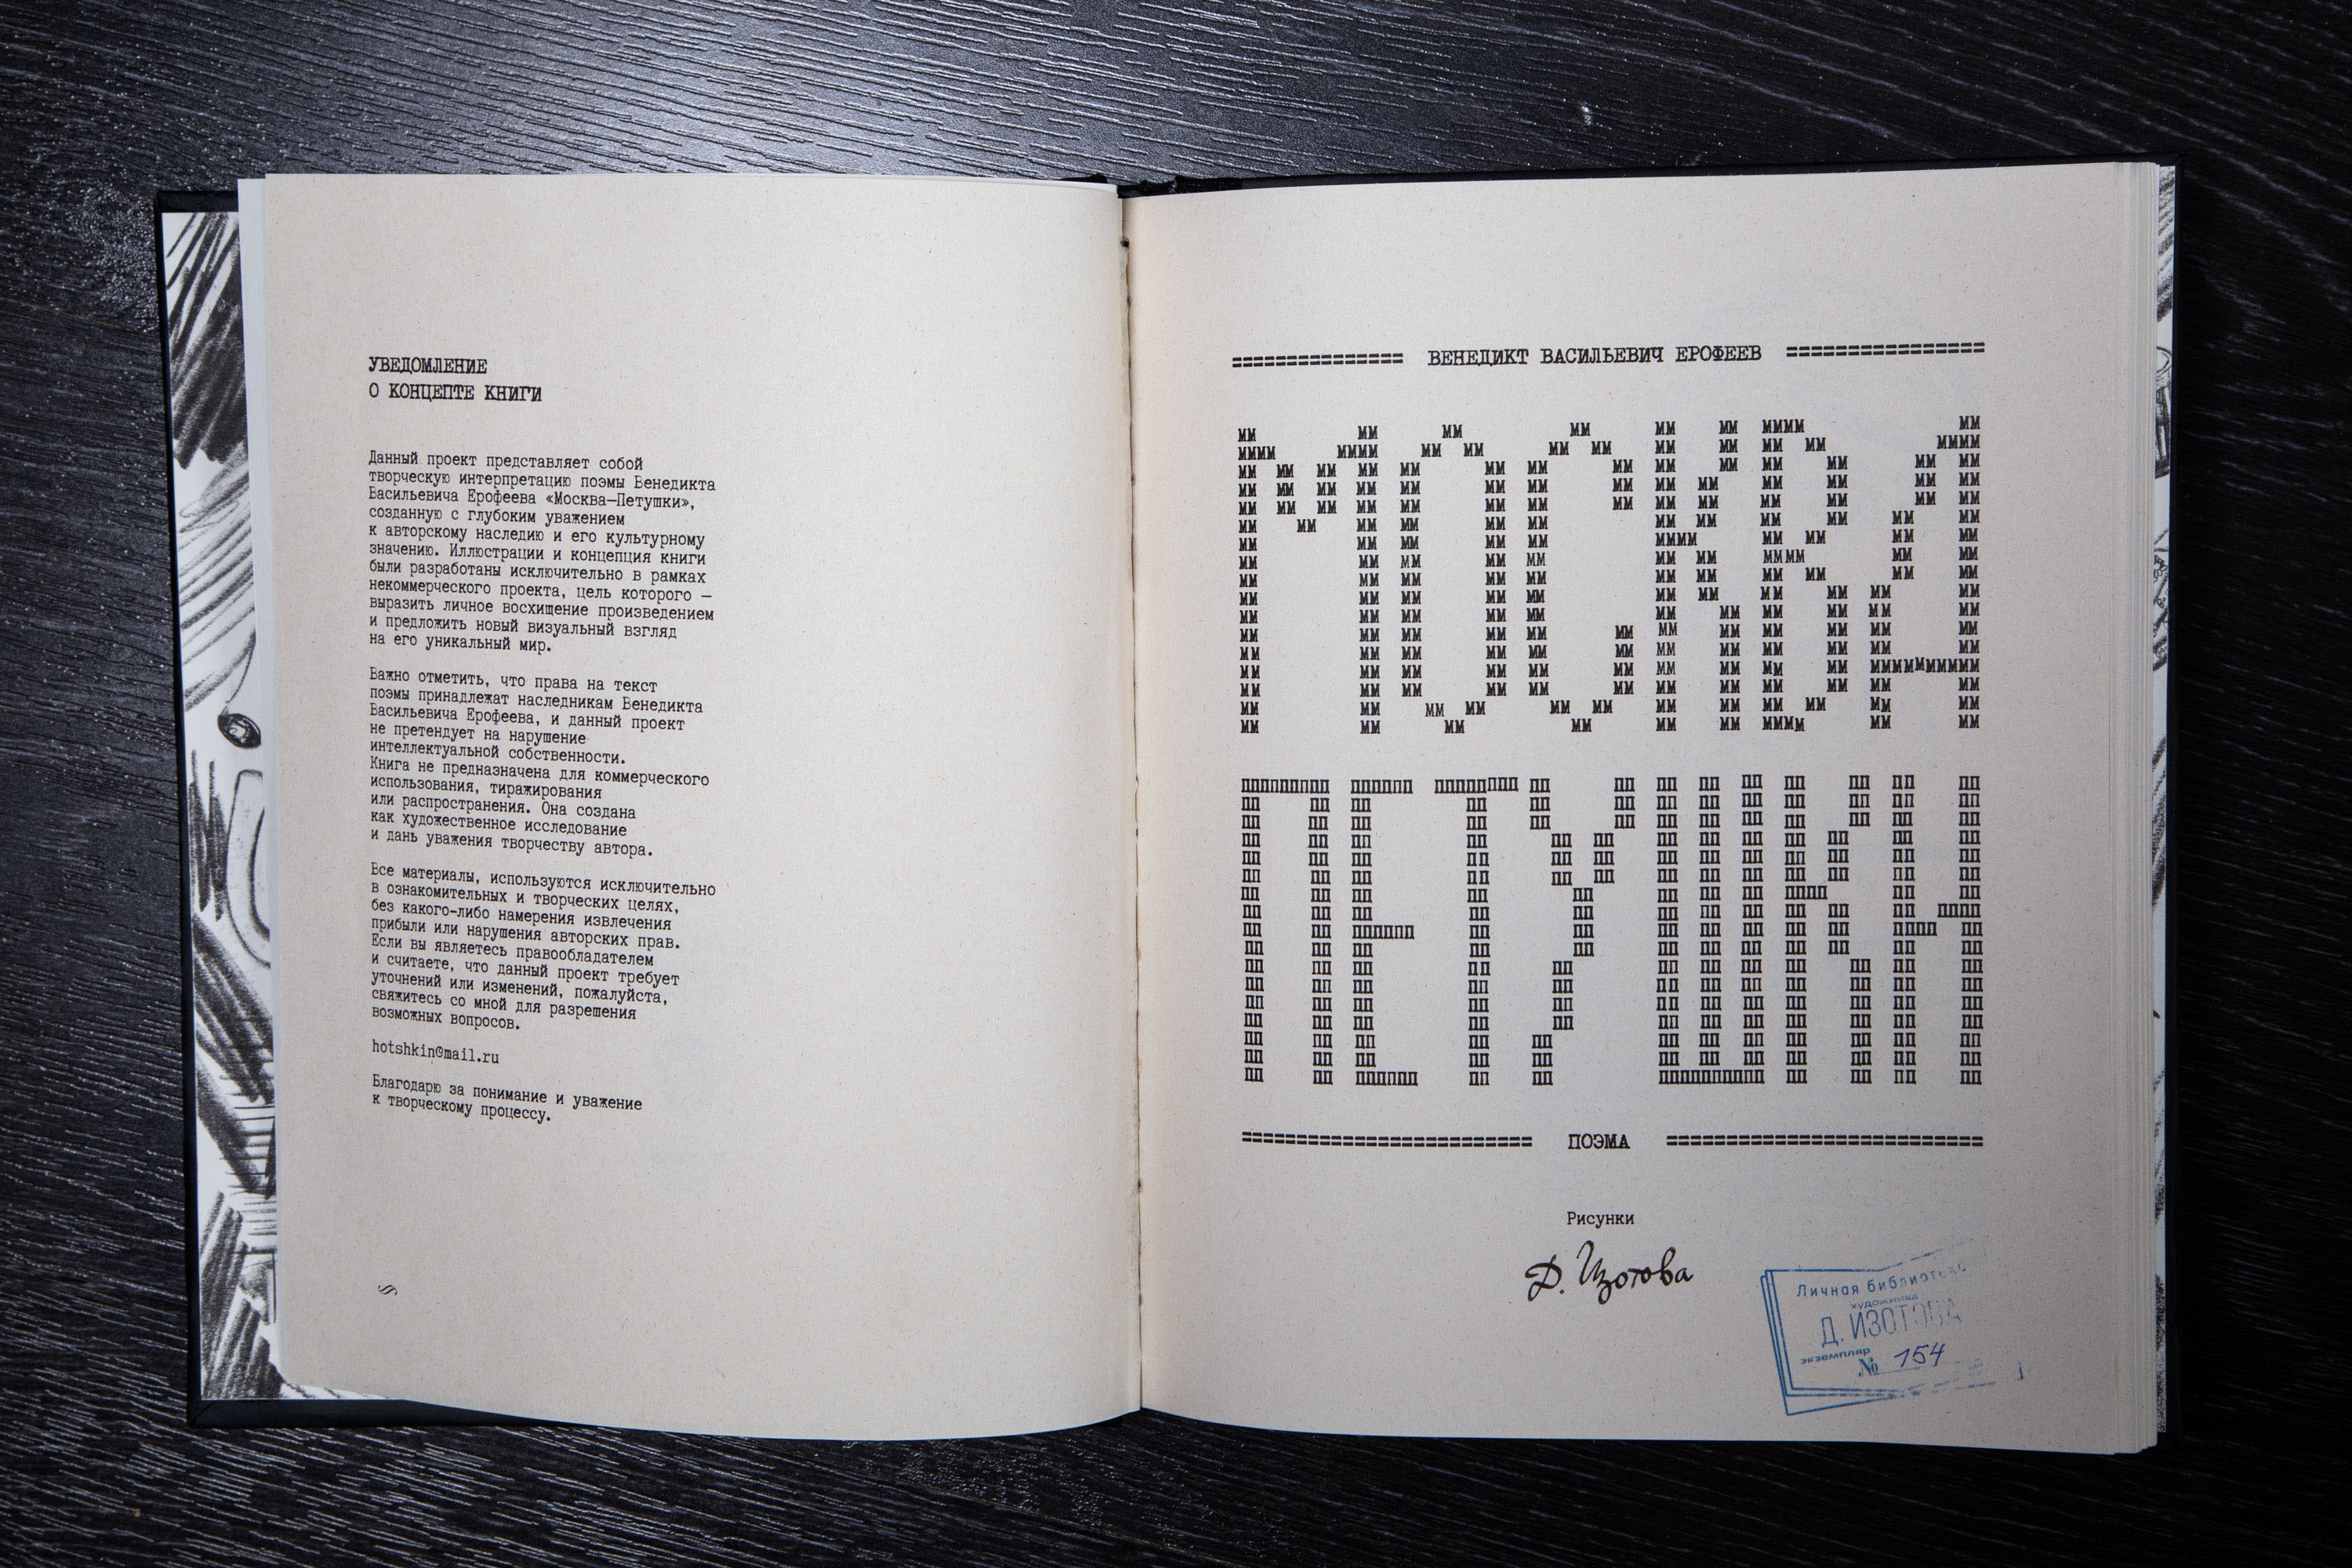 УВЕДОМЛЕНИЕ
О КОНЦЕПТЕ КНИГИ
Данный проект представляет собой
творческую интерпретацию поэмы Венедикта
Васильевича Ерофеева «Москва—Петушки»,
созданную с глубоким уважением
к авторскому наследию и его культурному
значению. Иллюстрации и концепция книги
были разработаны исключительно в рамках
некоммерческого проекта, цель которого —
выразить личное восхищение произведением
и предложить новый визуальный взгляд
на его уникальный мир.
Важно отметить, что права на текст
поэмы принадлежат наследникам Венедикта
Васильевича Ерофеева, и данный проект
не претендует на нарушение
интеллектуальной собственности.
Книга не предназначена для коммерческого
использования, тиражирования
или распространения. Она создана
как художественное исследование
и дань уважения творчеству автора.
Все материалы, используются исключительно
в ознакомительных и творческих целях,
без какого-либо намерения извлечения
прибыли или нарушения авторских прав.
Если вы являетесь правообладателем
и считаете, что данный проект требует
уточнений или изменений, пожалуйста,
свяжитесь со мной для разрешения
возможных вопросов.
hotshkin@mail.ru
Благодарю за понимание и уважение
к творческому процессу.
ВЕНЕДИКТ ВАСИЛЬЕВИЧ ЕРОФЕЕВ
МОСКВА
ПЕТУШКИ
ПОЭМА
Рисунки
Д. Изотова
Личная библиотека
художника
Д. ИЗОТОВА
экземпляр
№ 154